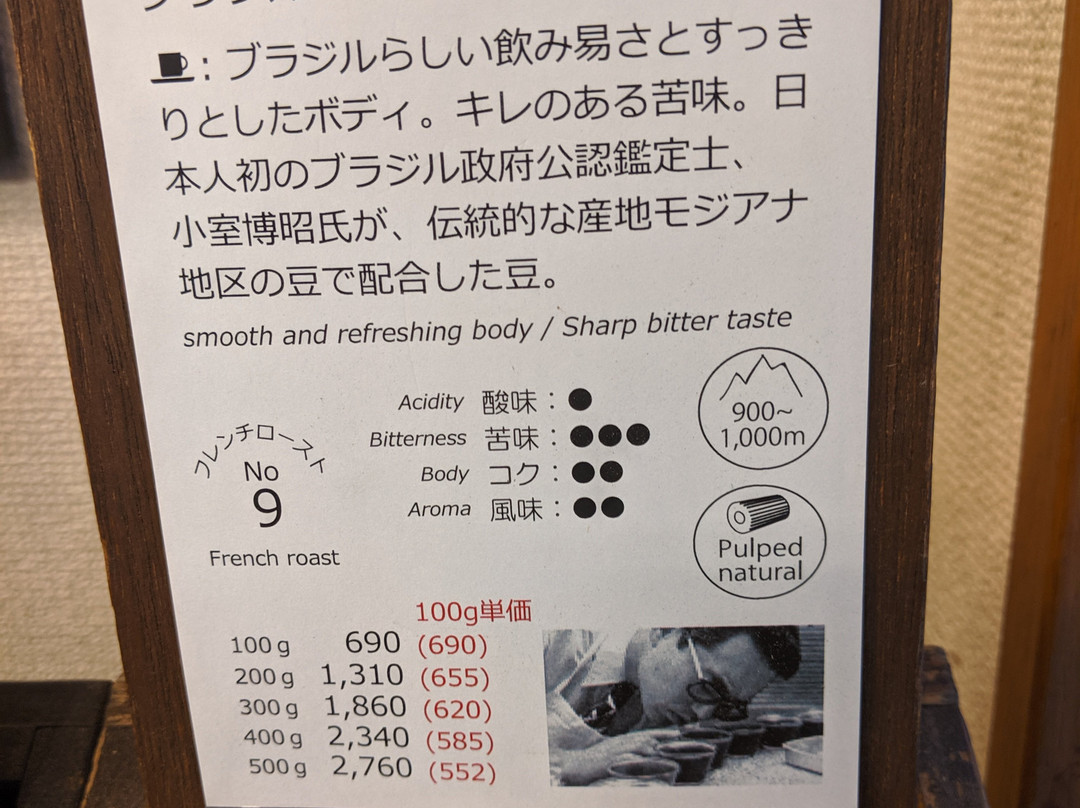 : ブラジルらしい飲み易さとすっき
りとしたボディ。キレのある苦味。日
本人初のブラジル政府公認鑑定士、
小室博昭氏が、伝統的な産地モジアナ
地区の豆で配合した豆。
smooth and refreshing body / Sharp bitter taste
Acidity 酸味：●
Bitterness 苦味：●●●
Body コク：●●
Aroma 風味：●●
900~
1,000m
Pulped
natural
フレンチロースト
No
9
French roast
100g単価
100g 690 (690)
200g 1,310 (655)
300g 1,860 (620)
400g 2,340 (585)
500g 2,760 (552)